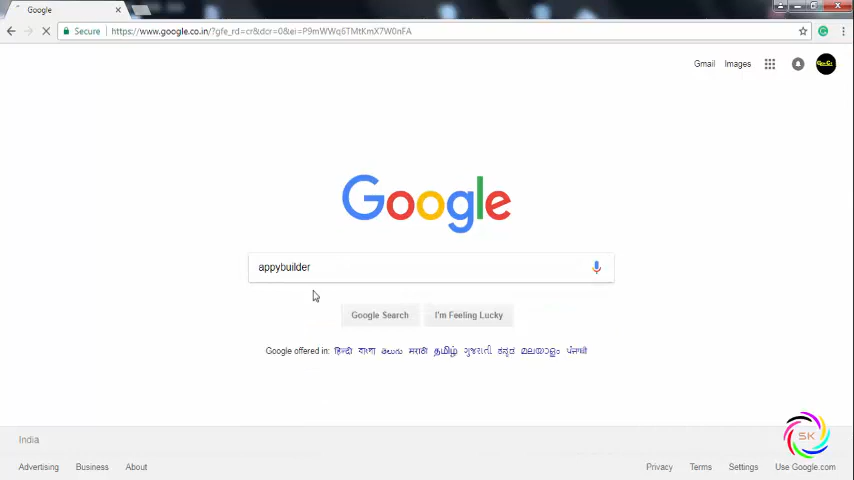 Google
Secure
https://www.google.co.in/?gfe_rd=cr&dcr=0&ei=P9mWWq6TMtKmX7W0nFA
Gmail Images
Google
appybuilder
Google Search I'm Feeling Lucky
Google offered in: हिन्दी বাংলা తెలుగు मराठी தமிழ் ગુજરાતી ಕನ್ನಡ മലയാളം ਪੰਜਾਬੀ
India
SK
Advertising Business About Privacy Terms Settings Use Google.com